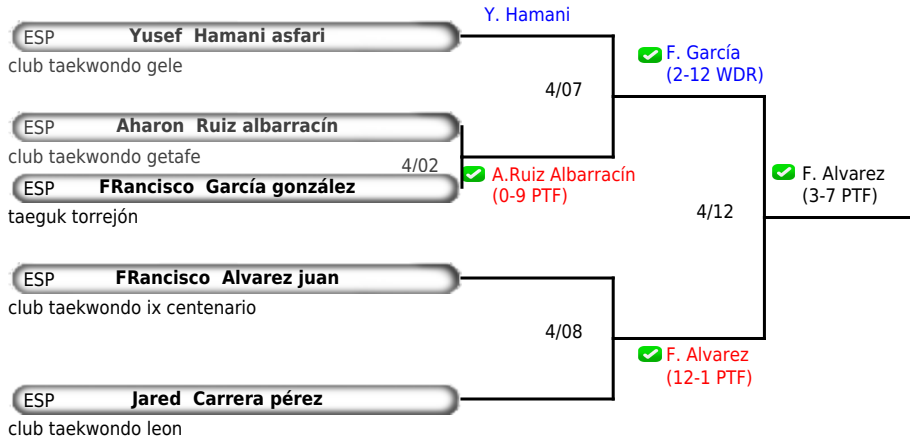 Y. Hamani
ESP Yusef Hamani asfari
club taekwondo gele
F. García
(2-12 WDR)
4/07
ESP Aharon Ruiz albarracín
club taekwondo getafe
4/02
A.Ruiz Albarracín
(0-9 PTF)
ESP FRancisco García gonzález
taeguk torrejón
F. Alvarez
(3-7 PTF)
4/12
ESP FRancisco Alvarez juan
club taekwondo ix centenario
4/08
F. Alvarez
(12-1 PTF)
ESP Jared Carrera pérez
club taekwondo leon